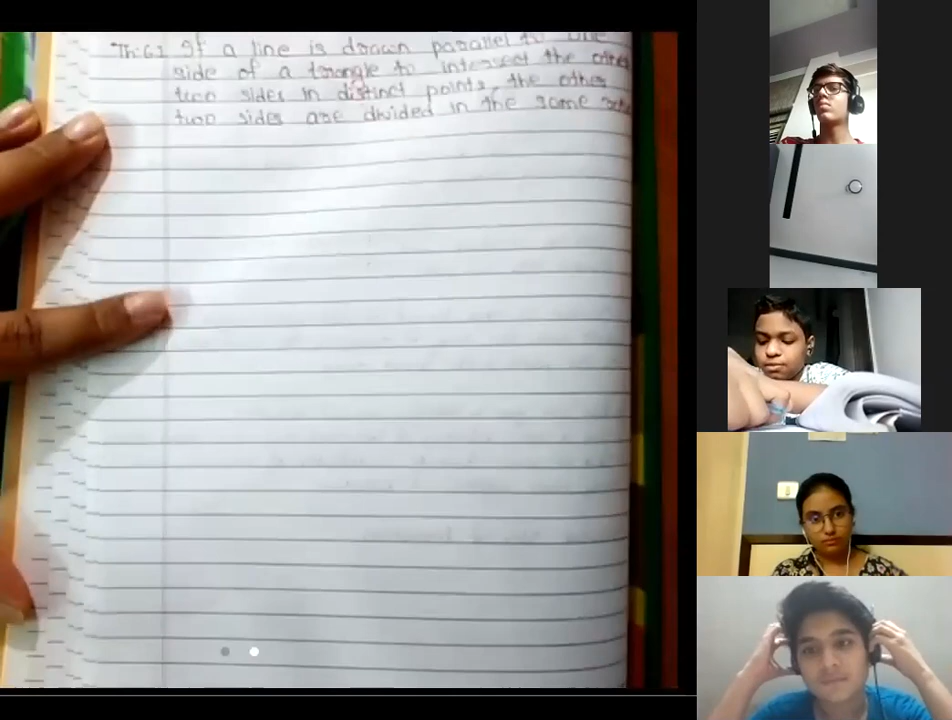 Th:6.1 If a line is drawn parallel to one
side of a triangle to intersect the other
two sides in distinct points, the other
two sides are divided in the same